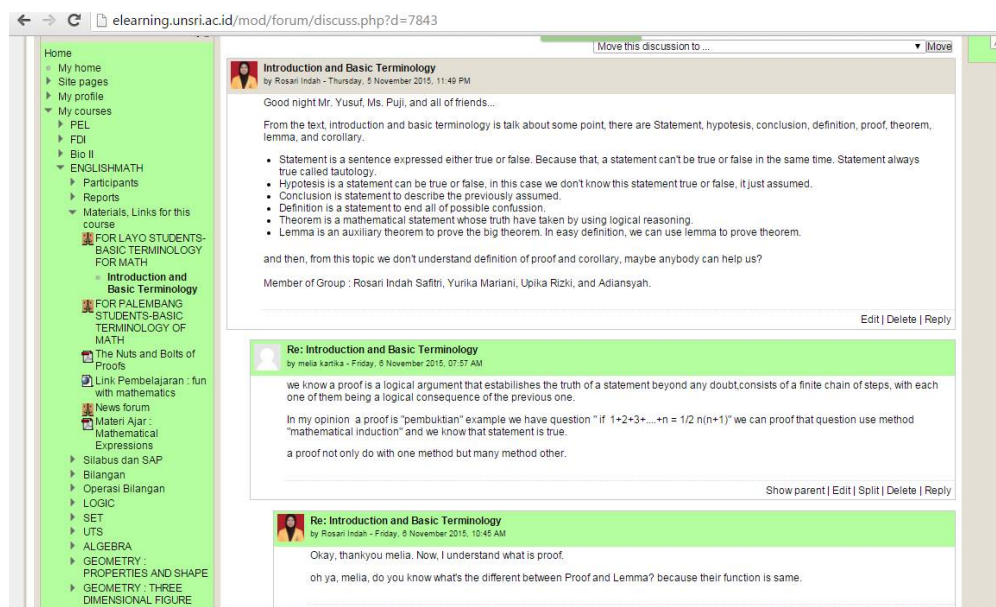 elearning.unsri.ac.id/mod/forum/discuss.php?d=7843
Home
My home
Site pages
My profile
My courses
PEL
FDI
Bio II
ENGLISHMATH
Participants
Reports
Materials, Links for this
course
FOR LAYO STUDENTS-
BASIC TERMINOLOGY
FOR MATH
Introduction and
Basic Terminology
FOR PALEMBANG
STUDENTS-BASIC
TERMINOLOGY OF
MATH
The Nuts and Bolts of
Proofs
Link Pembelajaran : fun
with mathematics
News forum
Materi Ajar :
Mathematical
Expressions
Silabus dan SAP
Bilangan
Operasi Bilangan
LOGIC
SET
UTS
ALGEBRA
GEOMETRY :
PROPERTIES AND SHAPE
GEOMETRY : THREE
DIMENSIONAL FIGURE
Move this discussion to ...
Move
Introduction and Basic Terminology
by Rosari Indah - Thursday, 5 November 2015, 11:49 PM
Good night Mr. Yusuf, Ms. Puji, and all of friends...
From the text, introduction and basic terminology is talk about some point, there are Statement, hypotesis, conclusion, definition, proof, theorem,
lemma, and corollary.
• Statement is a sentence expressed either true or false. Because that, a statement can't be true or false in the same time. Statement always
true called tautology.
• Hypotesis is a statement can be true or false, in this case we don't know this statement true or false, it just assumed.
• Conclusion is statement to describe the previously assumed.
• Definition is a statement to end all of possible confussion.
• Theorem is a mathematical statement whose truth have taken by using logical reasoning.
• Lemma is an auxiliary theorem to prove the big theorem. In easy definition, we can use lemma to prove theorem.
and then, from this topic we don't understand definition of proof and corollary, maybe anybody can help us?
Member of Group : Rosari Indah Safitri, Yurika Mariani, Upika Rizki, and Adiansyah.
Edit | Delete | Reply
Re: Introduction and Basic Terminology
by melia kartika - Friday, 6 November 2015, 07:57 AM
we know a proof is a logical argument that estabilishes the truth of a statement beyond any doubt,consists of a finite chain of steps, with each
one of them being a logical consequence of the previous one.
In my opinion a proof is "pembuktian" example we have question " if 1+2+3+....+n = 1/2 n(n+1)" we can proof that question use method
"mathematical induction" and we know that statement is true.
a proof not only do with one method but many method other.
Show parent | Edit | Split | Delete | Reply
Re: Introduction and Basic Terminology
by Rosari Indah - Friday, 6 November 2015, 10:45 AM
Okay, thankyou melia. Now, I understand what is proof.
oh ya, melia, do you know what's the different between Proof and Lemma? because their function is same.